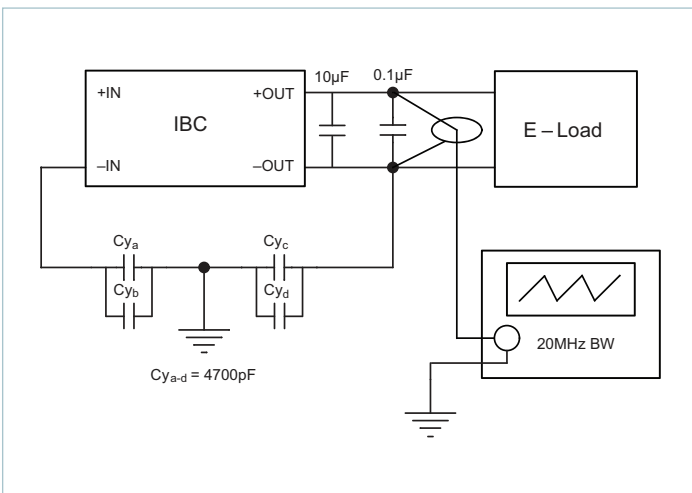 10µF
0.1µF
+IN
+OUT
IBC
E – Load
–IN
–OUT
Cya
Cyc
Cyb
Cyd
20MHz BW
Cya-d = 4700pF